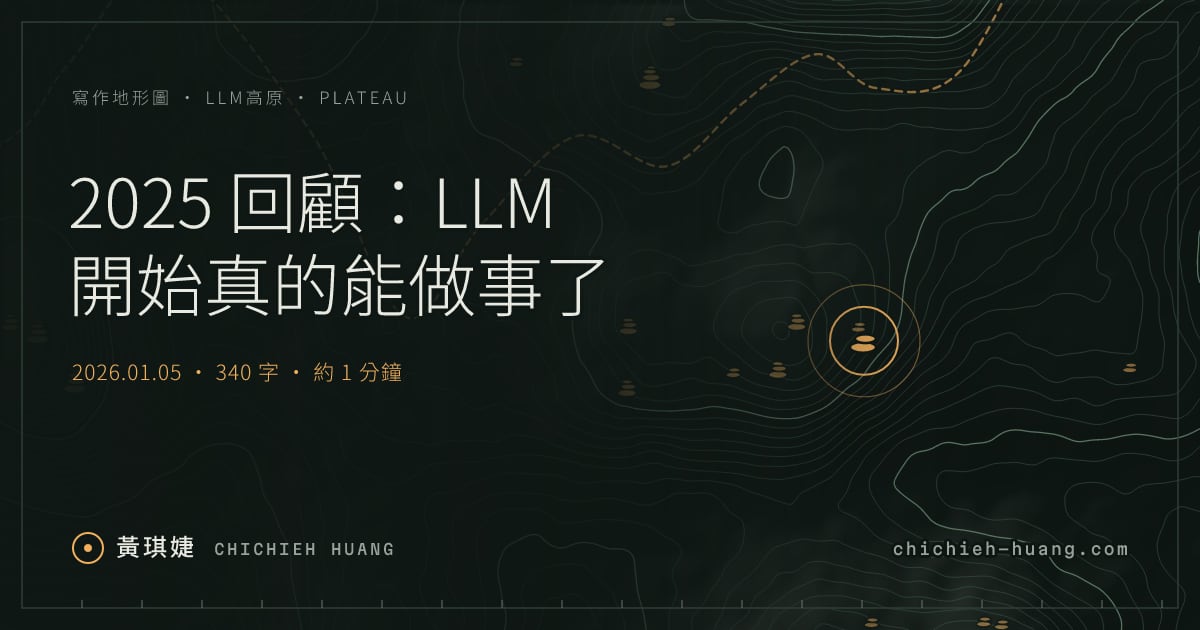 寫作地形圖 · LLM高原 · PLATEAU
2025 回顧：LLM
開始真的能做事了
2026.01.05 · 340 字 · 約 1 分鐘
黃琪婕 CHICHIEH HUANG
chichieh-huang.com